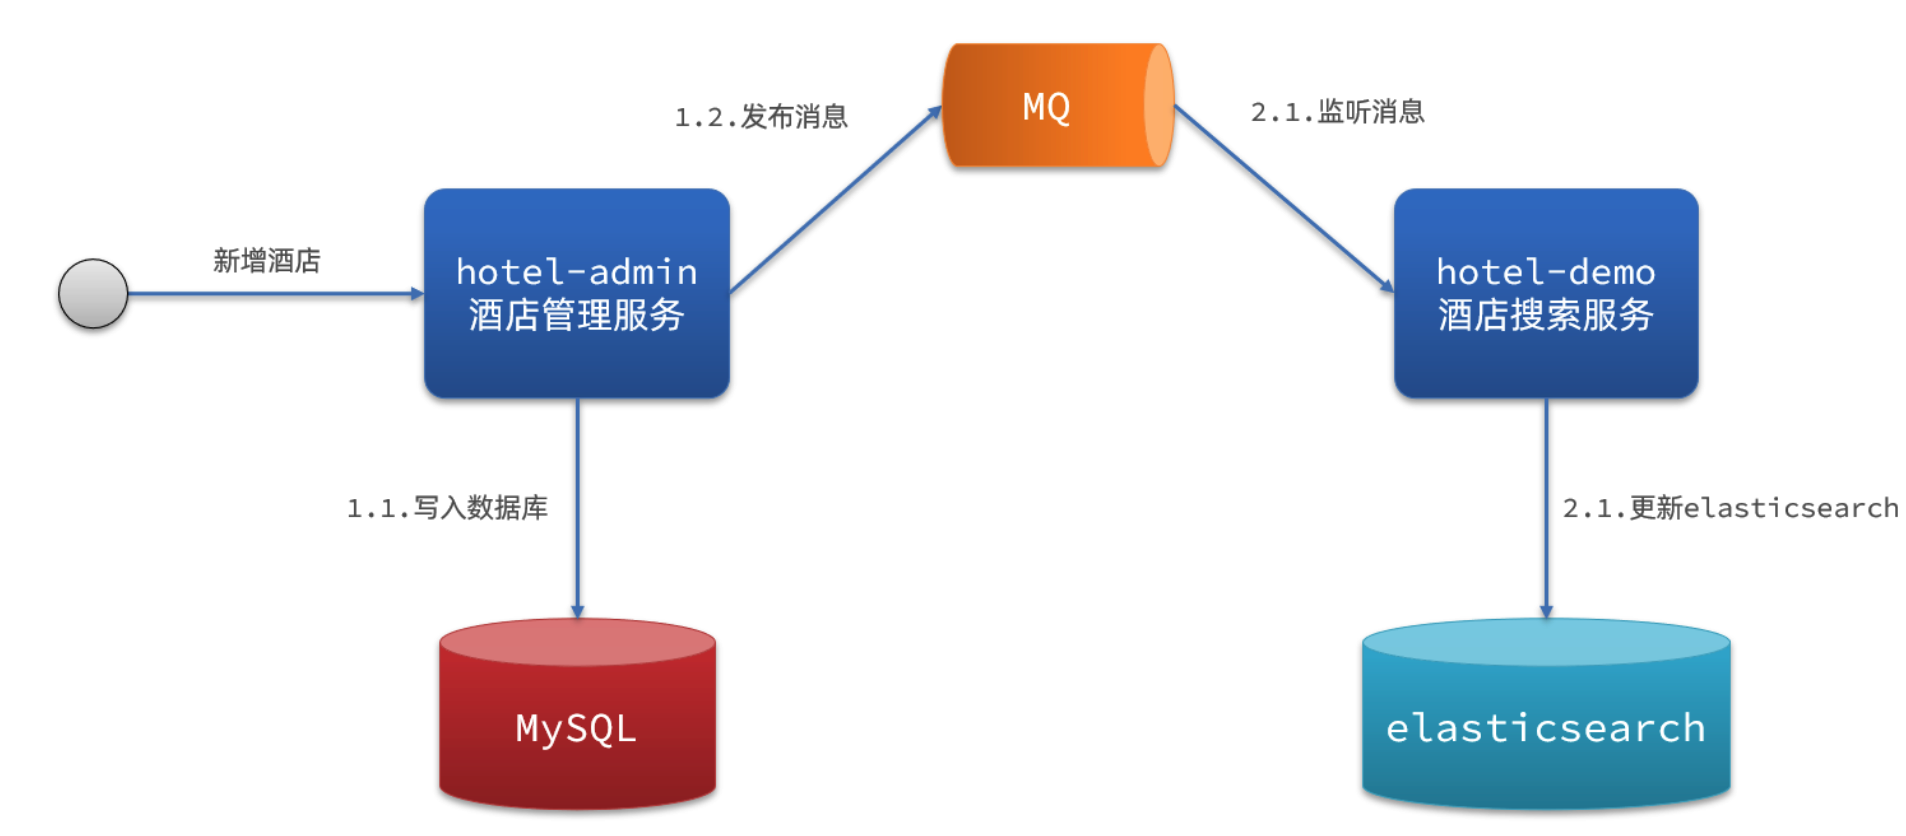 新增酒店
hotel-admin
酒店管理服务
1.2.发布消息
MQ
2.1.监听消息
hotel-demo
酒店搜索服务
1.1.写入数据库
2.1.更新elasticsearch
MySQL
elasticsearch